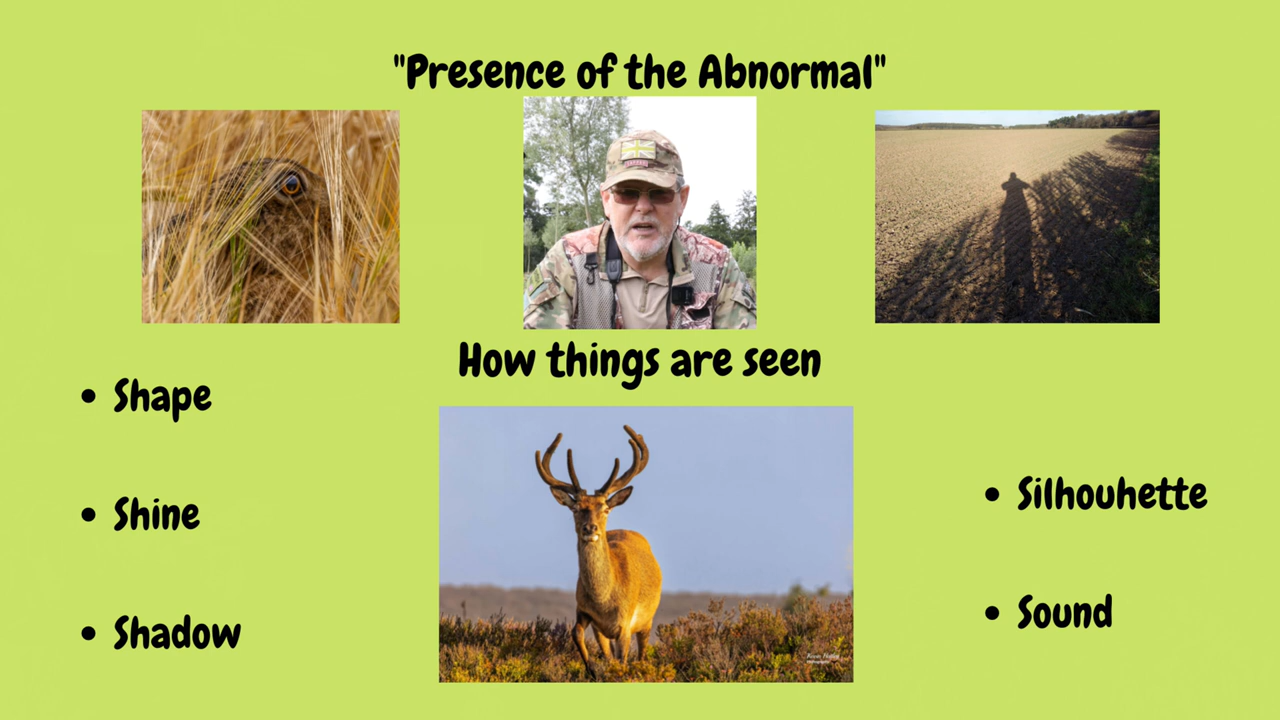 "Presence of the Abnormal"
How things are seen
• Shape
• Shine
• Shadow
• Silhouhette
• Sound